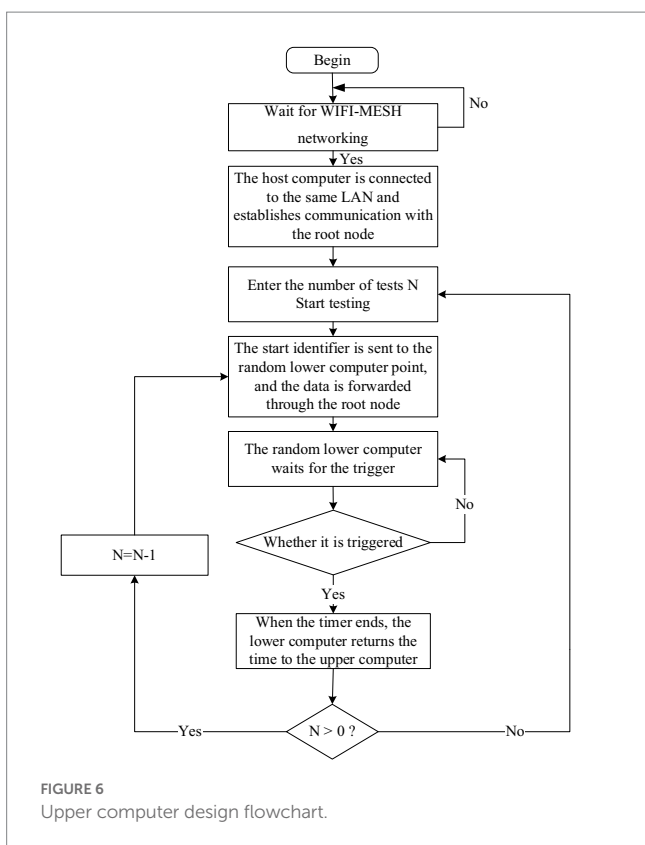 Begin
No
Wait for WIFI-MESH
networking
Yes
The host computer is connected
to the same LAN and
establishes communication with
the root node
Enter the number of tests N
Start testing
The start identifier is sent to the
random lower computer point,
and the data is forwarded
through the root node
The random lower computer
waits for the trigger
No
Whether it is triggered
N=N-1
Yes
When the timer ends, the
lower computer returns the
time to the upper computer
Yes
N > 0 ?
No
FIGURE 6
Upper computer design flowchart.